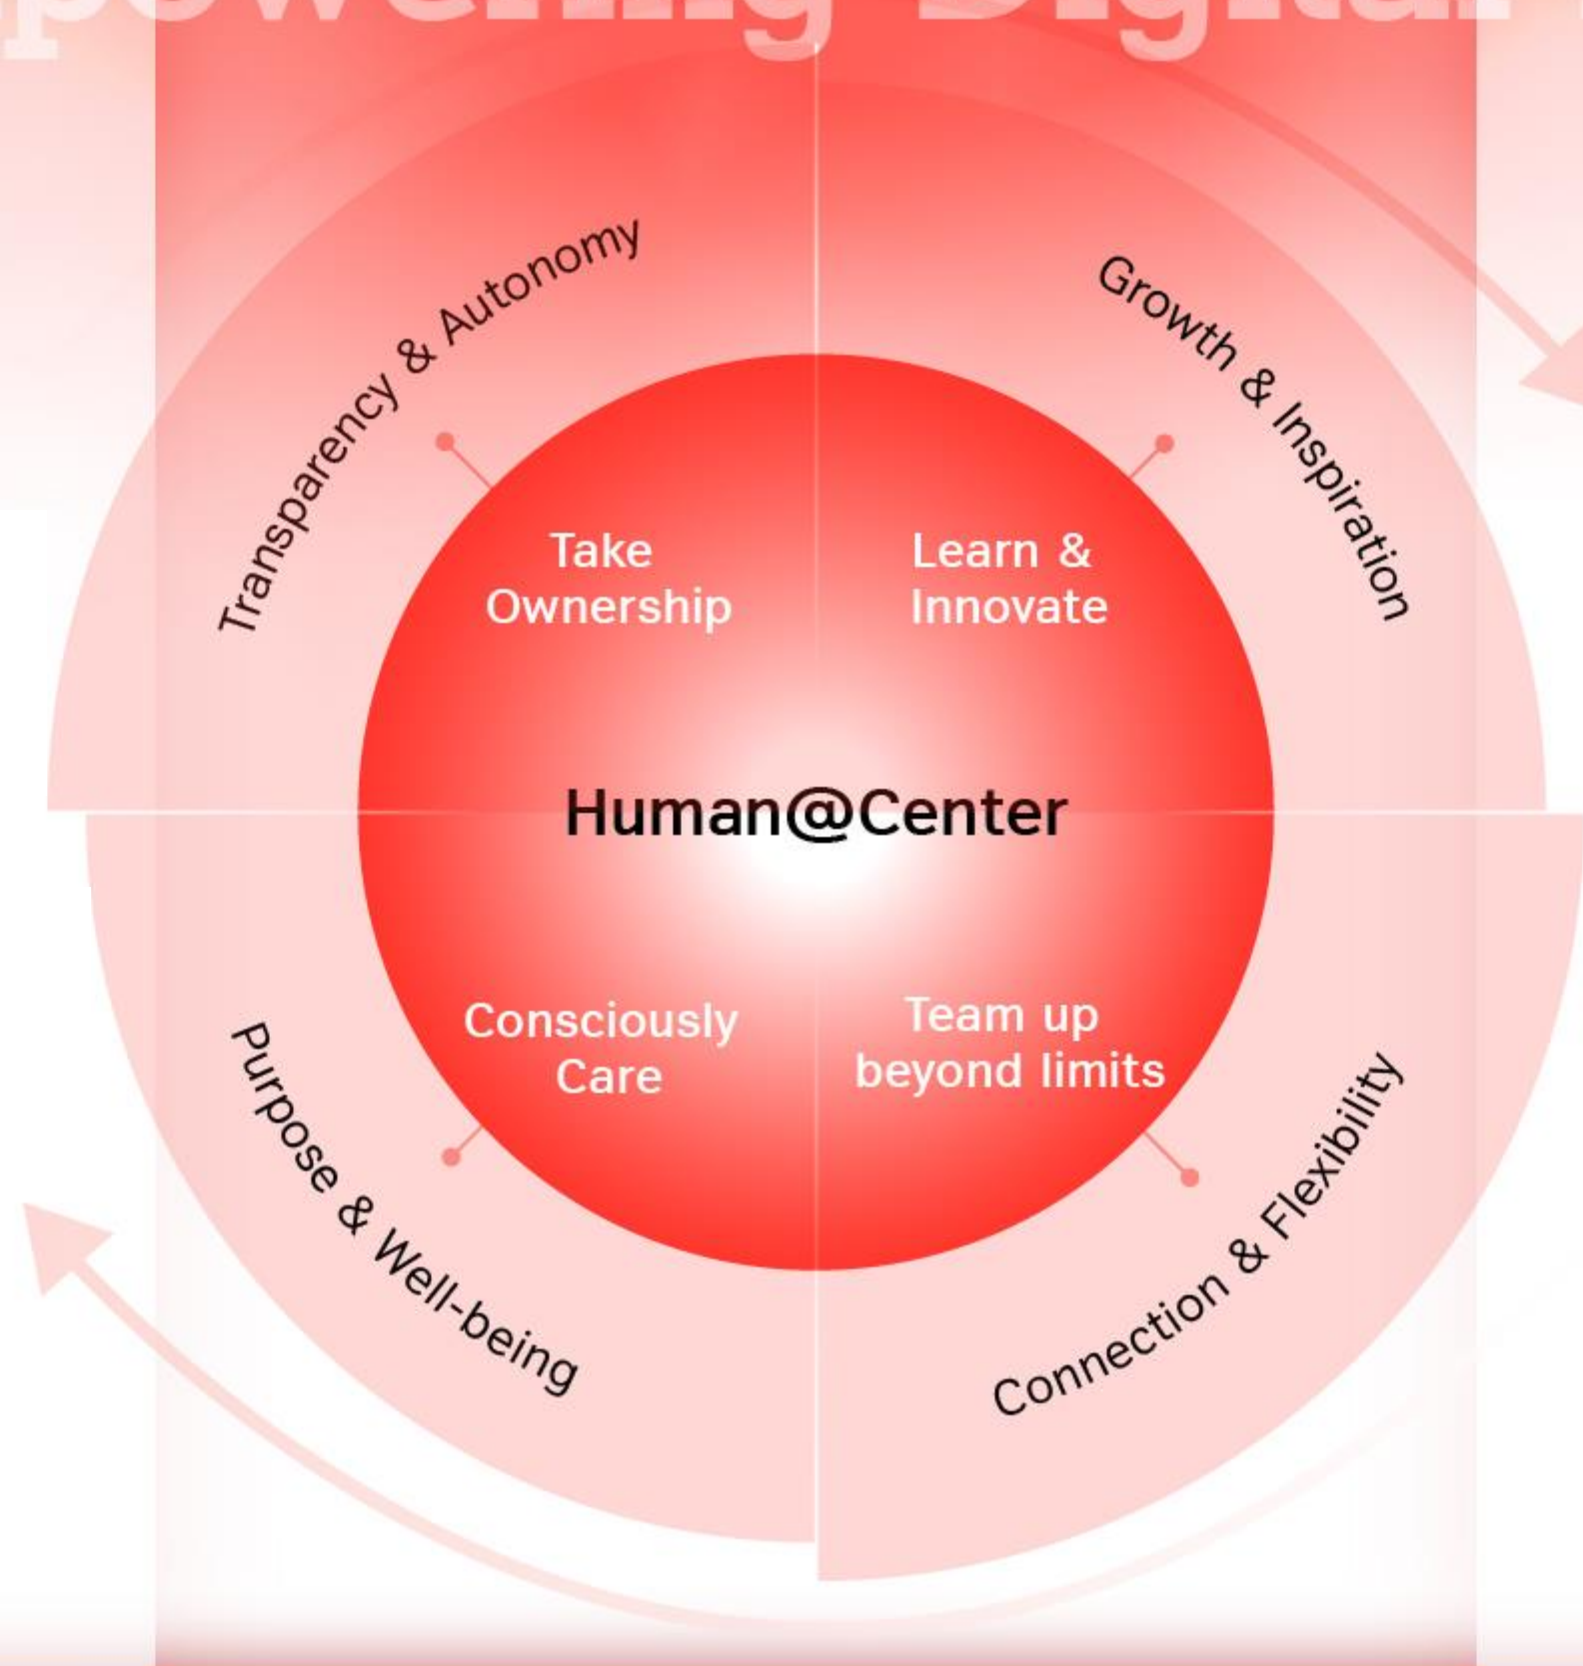 Digital
Transparency & Autonomy
Growth & Inspiration
Take
Ownership
Learn &
Innovate
Human@Center
Consciously
Care
Team up
beyond limits
Purpose & Well-being
Connection & Flexibility